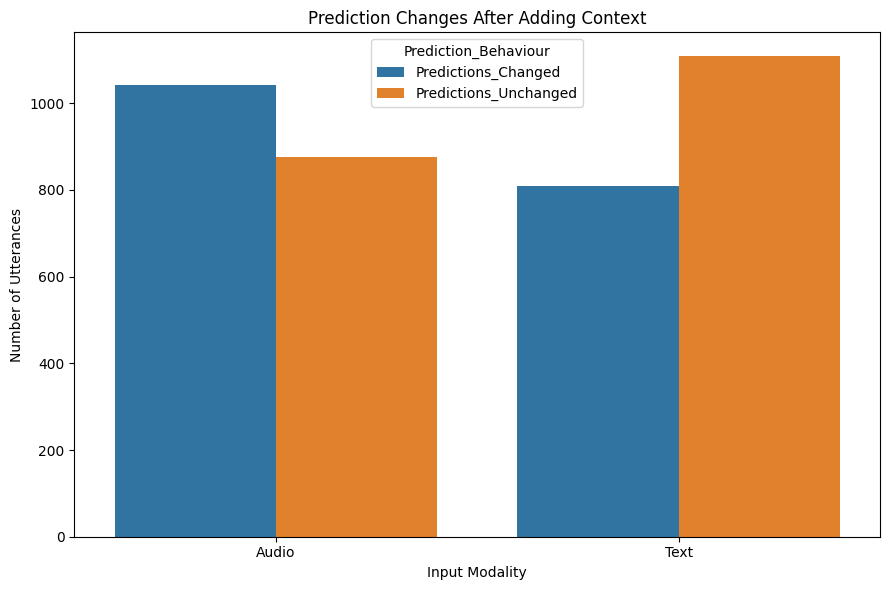 Prediction Changes After Adding Context
Prediction_Behaviour
Predictions_Changed
Predictions_Unchanged
Number of Utterances
1000
800
600
400
200
0
Audio
Text
Input Modality